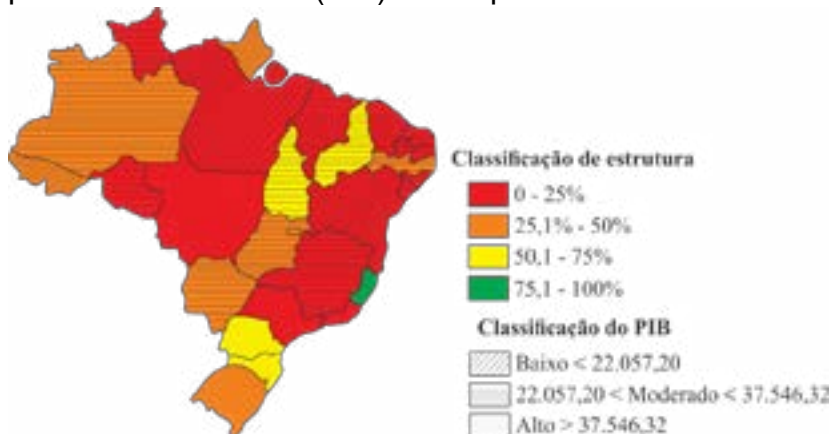 Classificação de estrutura
0 - 25%
25,1% - 50%
50,1 - 75%
75,1 - 100%
Classificação do PIB
Baixo < 22.057,20
22.057,20 < Moderado < 37.546,32
Alto > 37.546,32